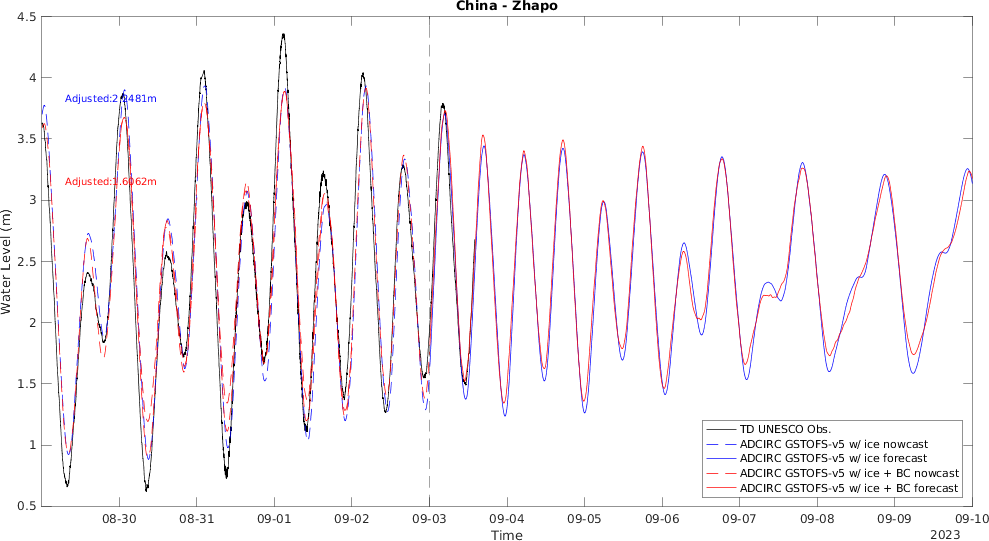 China - Zhapo
4.5
4
3.5
3
2.5
2
1.5
1
0.5
Water Level (m)
Adjusted:2.
Adjusted:1.6062m
TD UNESCO Obs.
ADCIRC GSTOFS-v5 w/ ice nowcast
ADCIRC GSTOFS-v5 w/ ice forecast
ADCIRC GSTOFS-v5 w/ ice + BC nowcast
ADCIRC GSTOFS-v5 w/ ice + BC forecast
08-30 08-31 09-01 09-02 09-03 09-04 09-05 09-06 09-07 09-08 09-09 09-10
Time
2023